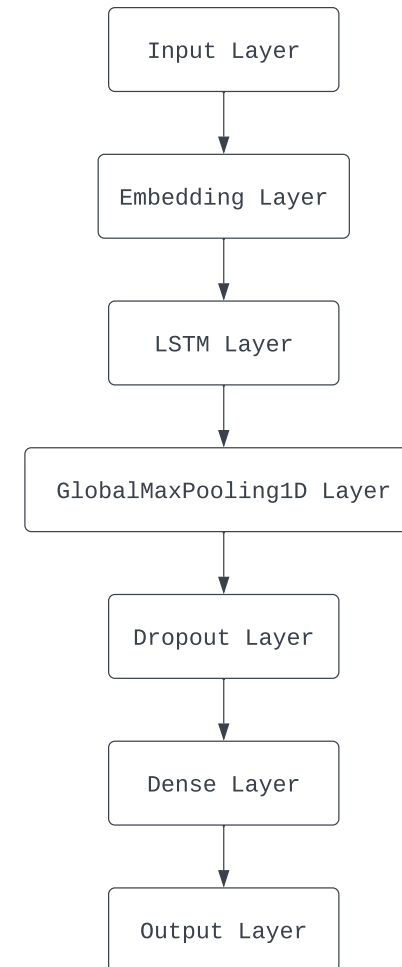 Input Layer
Embedding Layer
LSTM Layer
GlobalMaxPooling1D Layer
Dropout Layer
Dense Layer
Output Layer